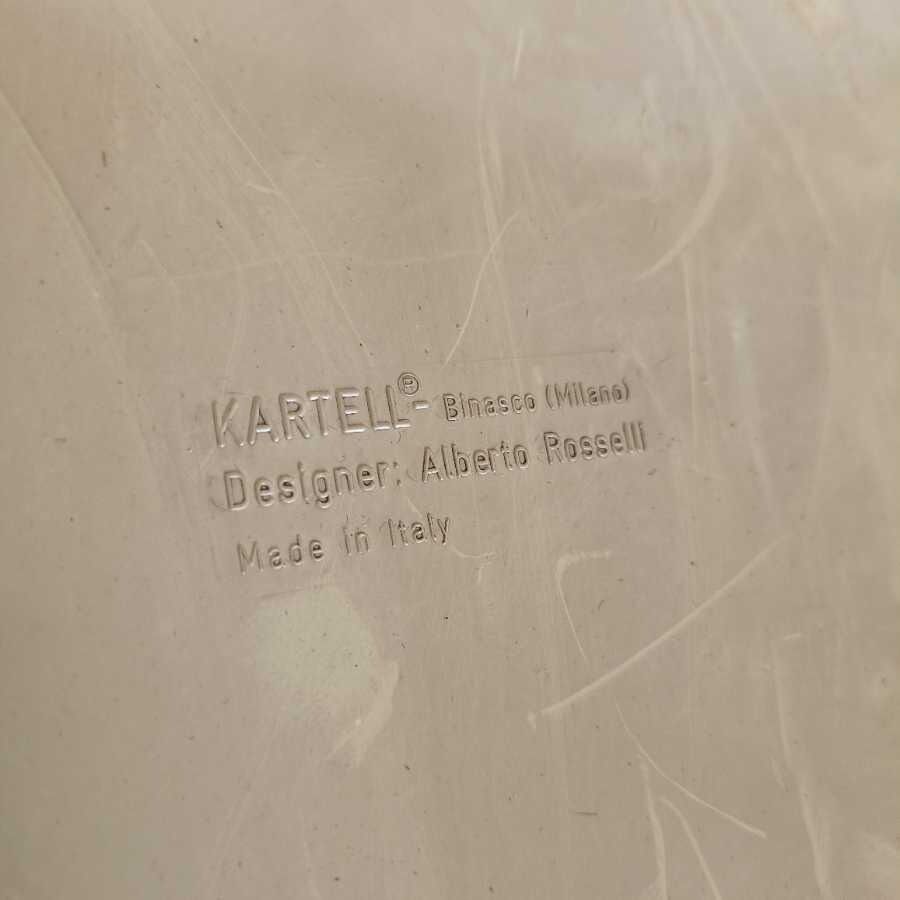 KARTELL®- Binasco (Milano)
Designer: Alberto Rosselli
Made in Italy